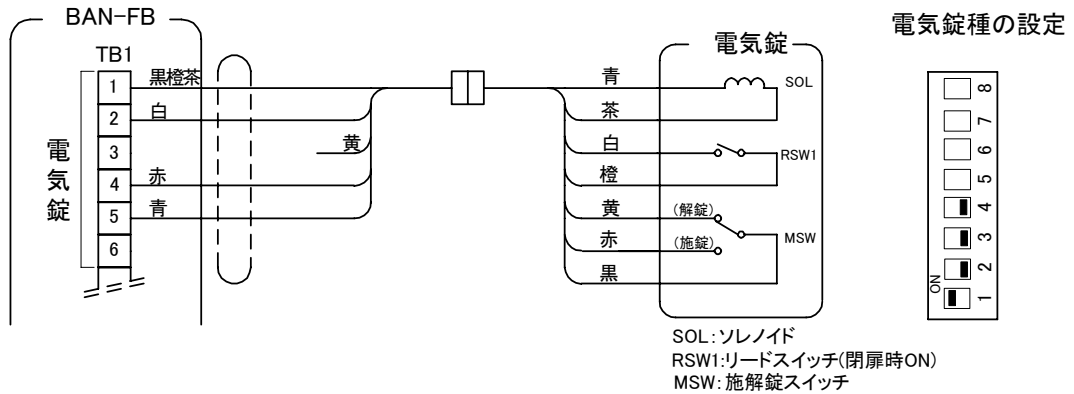 BAN-FB
TB1
電気錠
1
2
3
4
5
6
黒橙茶
白
黄
赤
青
電気錠
青
茶
白
橙
黄
赤
黒
(解錠)
(施錠)
SOL
RSW1
MSW
SOL:ソレノイド
RSW1:リードスイッチ(閉扉時ON)
MSW:施解錠スイッチ
電気錠種の設定
8
7
6
5
4
3
2
1
ON